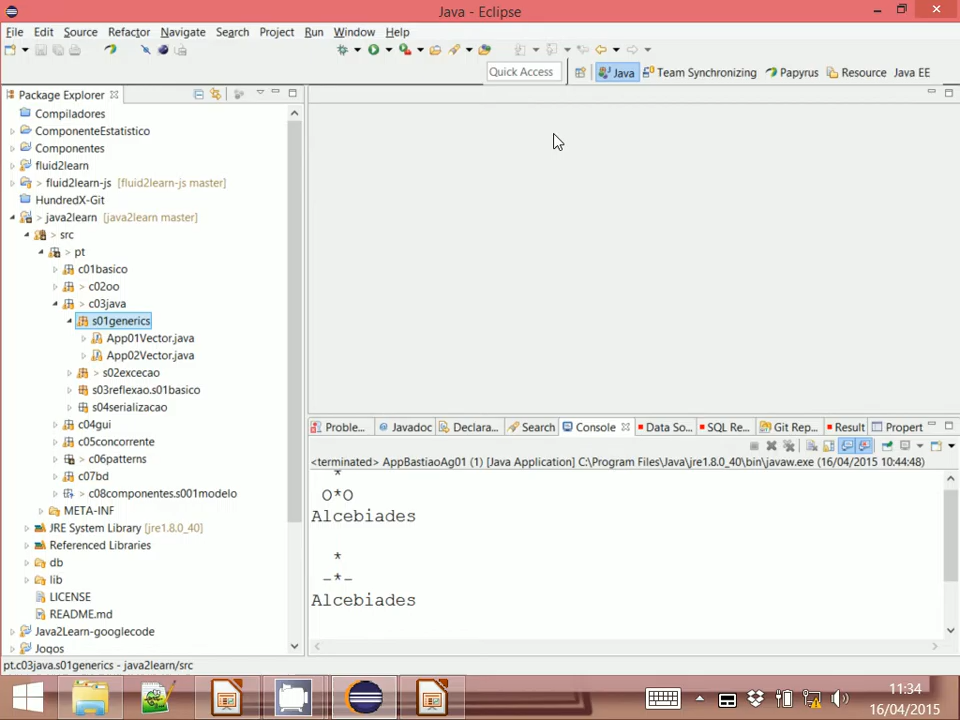 Java - Eclipse
File Edit Source Refactor Navigate Search Project Run Window Help
Quick Access
Java
Team Synchronizing
Papyrus
Resource
Java EE
Package Explorer
Compiladores
ComponenteEstatistico
Componentes
fluid2learn
> fluid2learn-js [fluid2learn-js master]
HundredX-Git
> java2learn [java2learn master]
> src
> pt
c01basico
> c02oo
> c03java
s01generics
App01Vector.java
App02Vector.java
> s02excecao
s03reflexao.s01basico
s04serializacao
c04gui
c05concorrente
> c06patterns
c07bd
> c08componentes.s001modelo
META-INF
JRE System Library [jre1.8.0_40]
Referenced Libraries
db
lib
LICENSE
README.md
Java2Learn-googlecode
Jogos
Proble...
Javadoc
Declara...
Search
Console
Data So...
SQL Re...
Git Rep...
Result
Propert
<terminated> AppBastiaoAg01 (1) [Java Application] C:\Program Files\Java\jre1.8.0_40\bin\javaw.exe (16/04/2015 10:44:48)
*
O*O
Alcebiades
*
-*-
Alcebiades
pt.c03java.s01generics - java2learn/src
11:34
16/04/2015